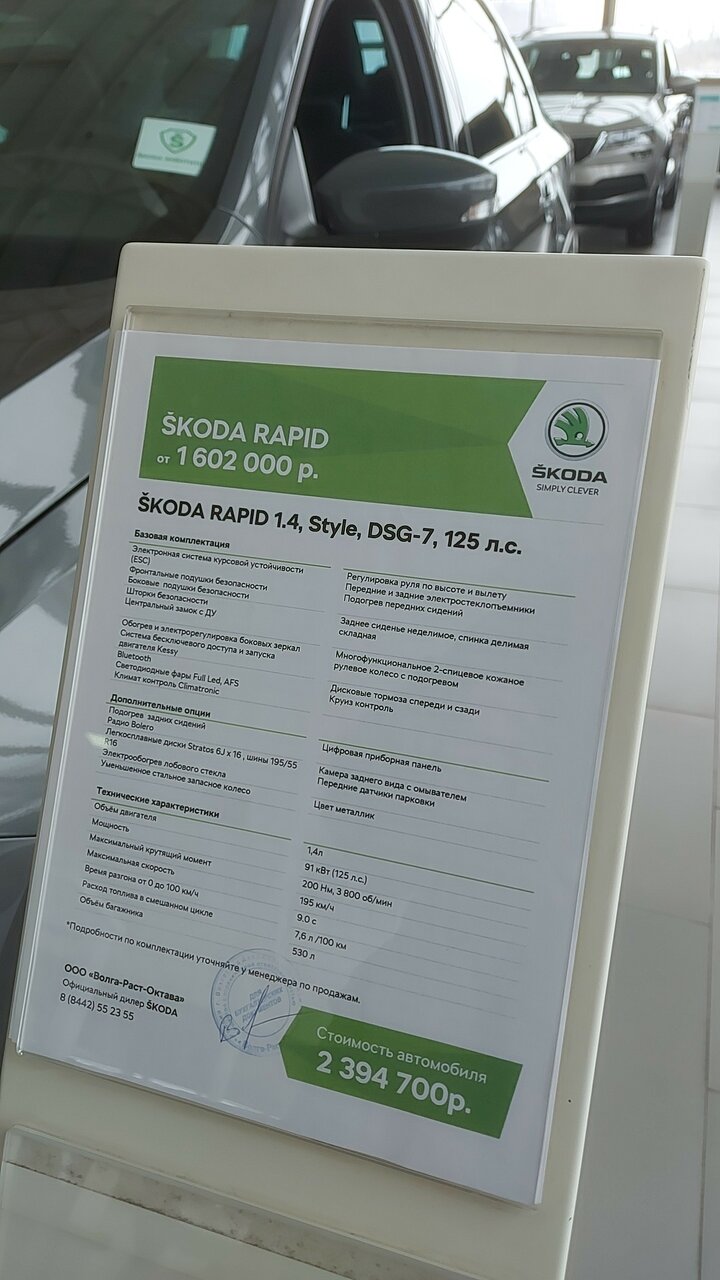 ŠKODA RAPID
от 1 602 000 р.
ŠKODA
SIMPLY CLEVER
ŠKODA RAPID 1.4, Style, DSG-7, 125 л.с.
Базовая комплектация
Электронная система курсовой устойчивости
(ESC)
Фронтальные подушки безопасности
Боковые подушки безопасности
Шторки безопасности
Центральный замок с ДУ
Обогрев и электрорегулировка боковых зеркал
Система бесключевого доступа и запуска
двигателя Kessy
Bluetooth
Светодиодные фары Full Led, AFS
Климат контроль Climatronic
Регулировка руля по высоте и вылету
Передние и задние электростеклоподъемники
Подогрев передних сидений
Заднее сиденье неделимое, спинка делимая
складная
Многофункциональное 2-спицевое кожаное
рулевое колесо с подогревом
Дисковые тормоза спереди и сзади
Круиз контроль
Дополнительные опции
Подогрев задних сидений
Радио Bolero
Легкосплавные диски Stratos 6J x 16 , шины 195/55
R16
Электрообогрев лобового стекла
Уменьшенное стальное запасное колесо
Цифровая приборная панель
Камера заднего вида с омывателем
Передние датчики парковки
Цвет металлик
Технические характеристики
Объём двигателя 1,4л
Мощность 91 кВт (125 л.с.)
Максимальный крутящий момент 200 Нм, 3 800 об/мин
Максимальная скорость 195 км/ч
Время разгона от 0 до 100 км/ч 9.0 с
Расход топлива в смешанном цикле 7,6 л /100 км
Объём багажника 530 л
*Подробности по комплектации уточняйте у менеджера по продажам.
ООО «Волга-Раст-Октава»
Официальный дилер ŠKODA
8 (8442) 55 23 55
Для
документов
Стоимость автомобиля
2 394 700р.